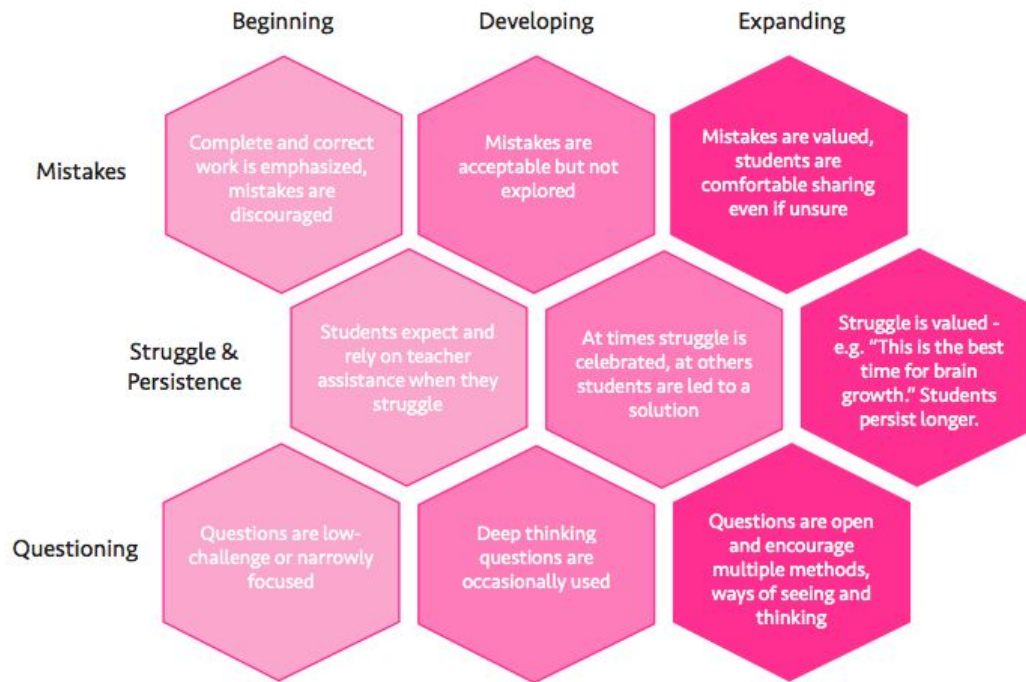 Beginning
Developing
Expanding
Mistakes
Complete and correct
work is emphasized,
mistakes are
discouraged
Mistakes are
acceptable but not
explored
Mistakes are valued,
students are
comfortable sharing
even if unsure
Struggle &
Persistence
Students expect and
rely on teacher
assistance when they
struggle
At times struggle is
celebrated, at others
students are led to a
solution
Struggle is valued -
e.g. “This is the best
time for brain
growth.” Students
persist longer.
Questioning
Questions are low-
challenge or narrowly
focused
Deep thinking
questions are
occasionally used
Questions are open
and encourage
multiple methods,
ways of seeing and
thinking